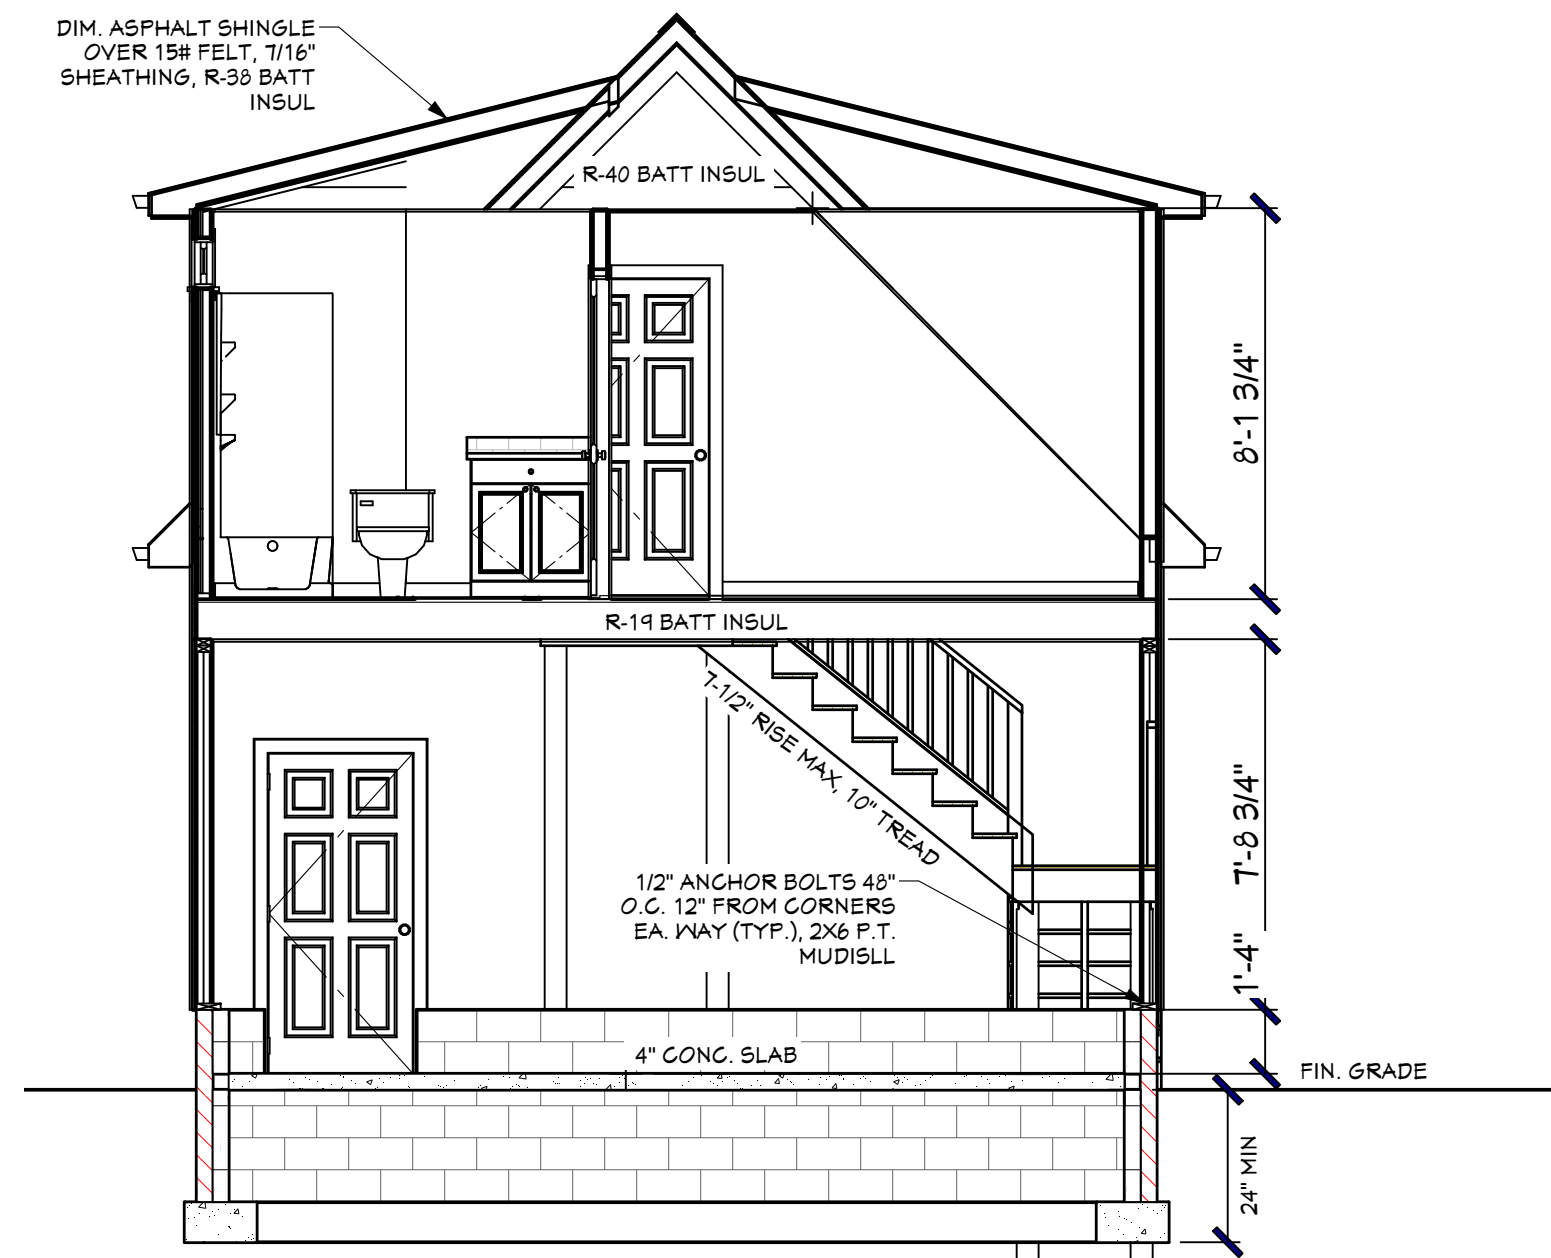 DIM. ASPHALT SHINGLE
OVER 15# FELT, 7/16"
SHEATHING, R-38 BATT
INSUL
R-40 BATT INSUL
8'-1 3/4"
R-19 BATT INSUL
7-1/2" RISE MAX, 10" TREAD
7'-8 3/4"
1/2" ANCHOR BOLTS 48"
O.C. 12" FROM CORNERS
EA. WAY (TYP.), 2X6 P.T.
MUDISLL
1'-4"
4" CONC. SLAB
FIN. GRADE
24" MIN